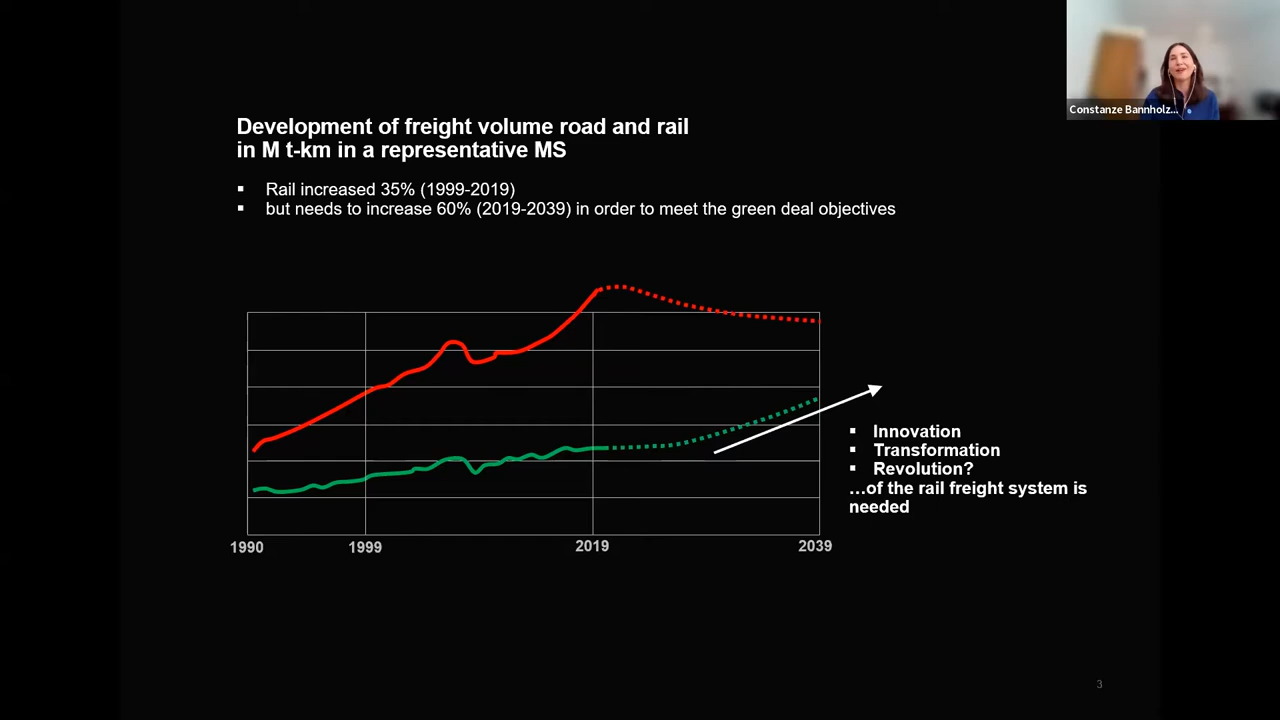 Constanze Bannholz...
Development of freight volume road and rail
in M t-km in a representative MS
▪ Rail increased 35% (1999-2019)
▪ but needs to increase 60% (2019-2039) in order to meet the green deal objectives
▪ Innovation
▪ Transformation
▪ Revolution?
…of the rail freight system is
needed
1990 1999 2019 2039
3